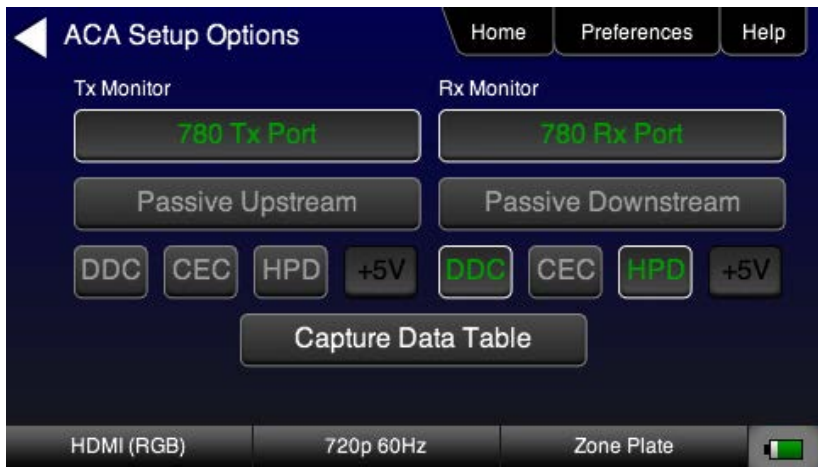 ACA Setup Options Home Preferences Help
Tx Monitor Rx Monitor
780 Tx Port 780 Rx Port
Passive Upstream Passive Downstream
DDC CEC HPD +5V DDC CEC HPD +5V
Capture Data Table
HDMI (RGB) 720p 60Hz Zone Plate